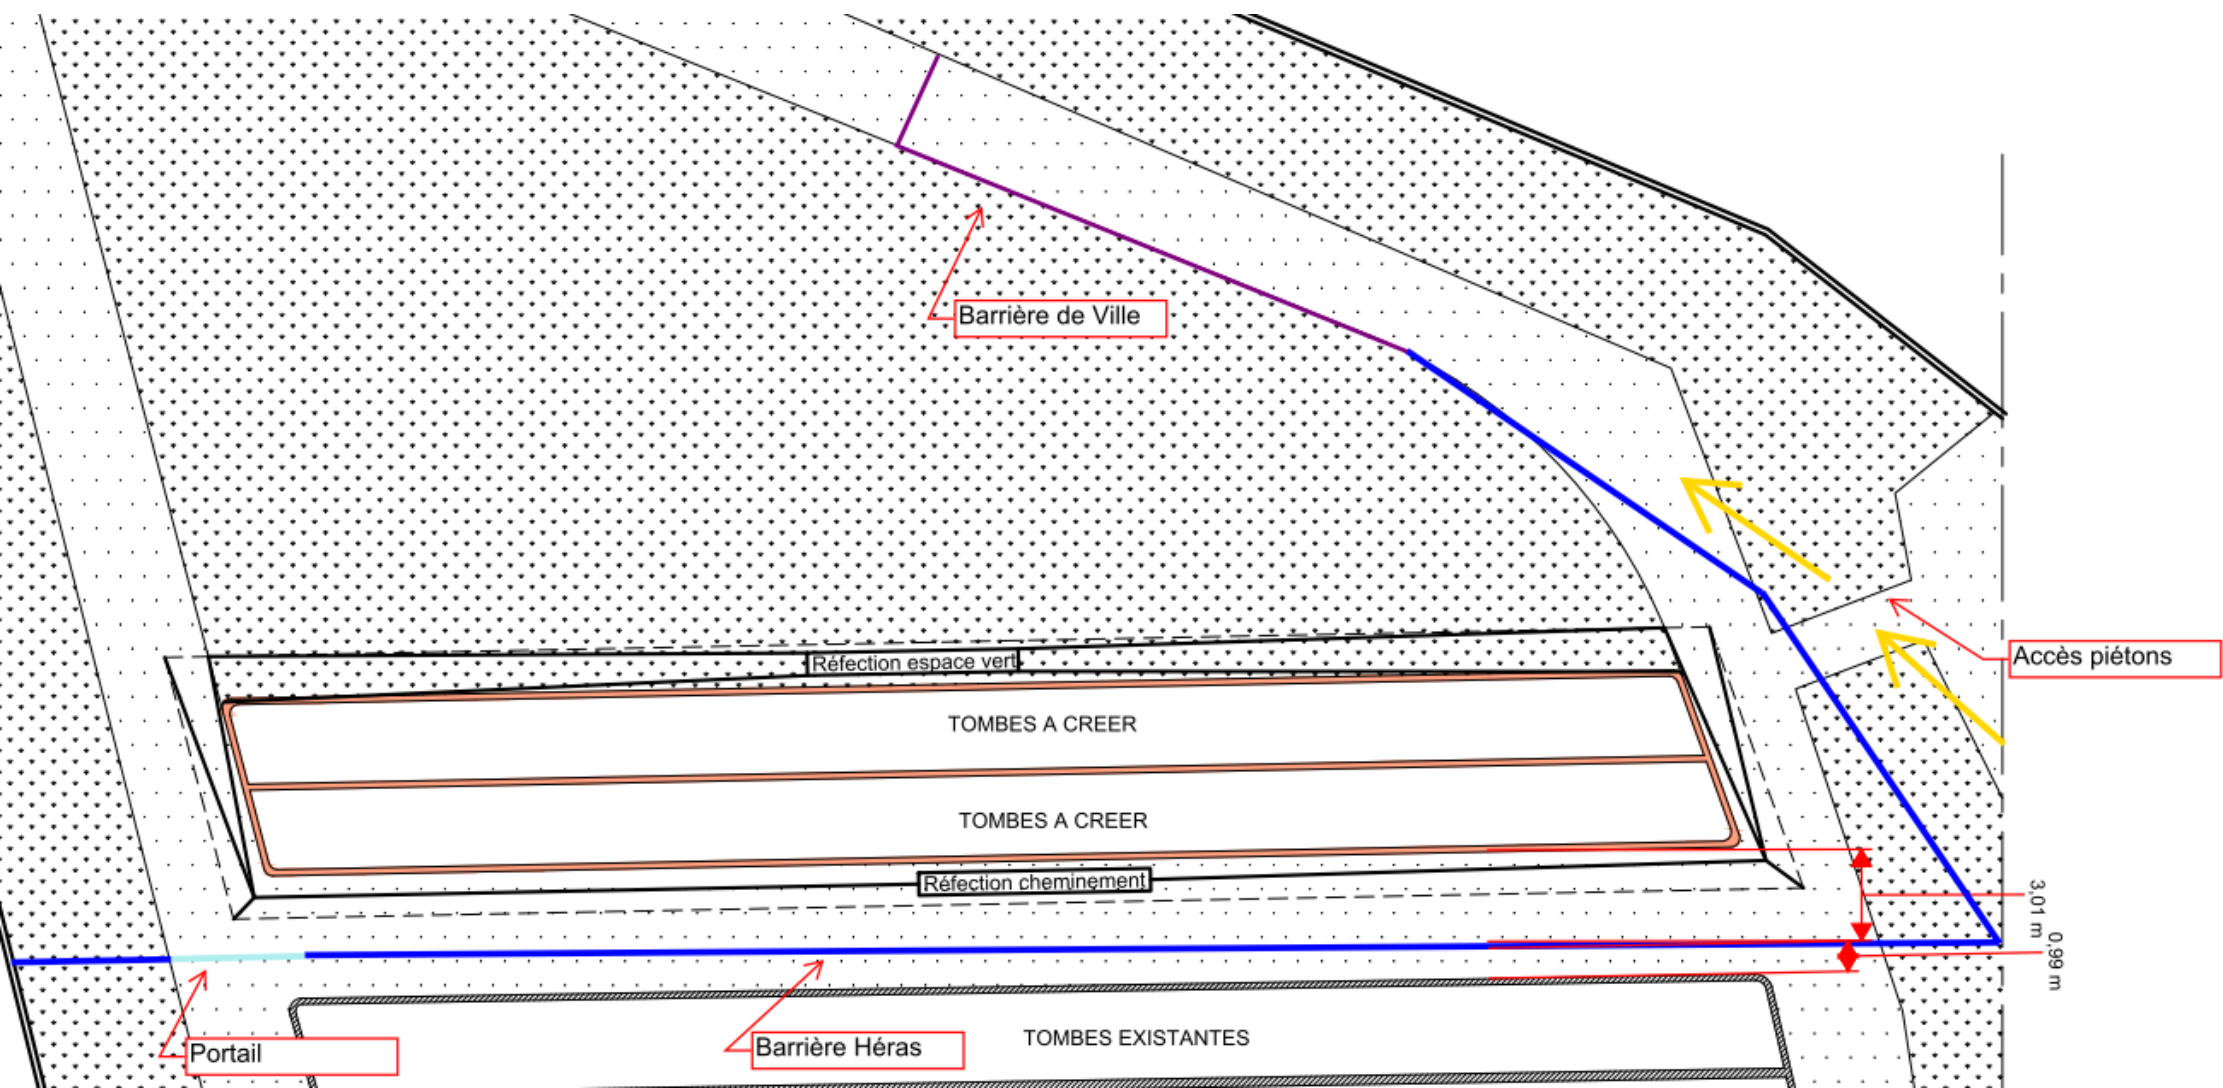 Barrière de Ville
Accès piétons
Réfection espace vert
TOMBES A CREER
TOMBES A CREER
Réfection cheminement
3,01 m
0,99 m
Portail
Barrière Héras
TOMBES EXISTANTES